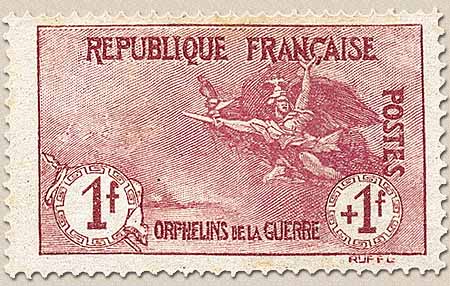 REPUBLIQUE FRANÇAISE
POSTES
1f
ORPHELINS DE LA GUERRE
+1f
RUFFE